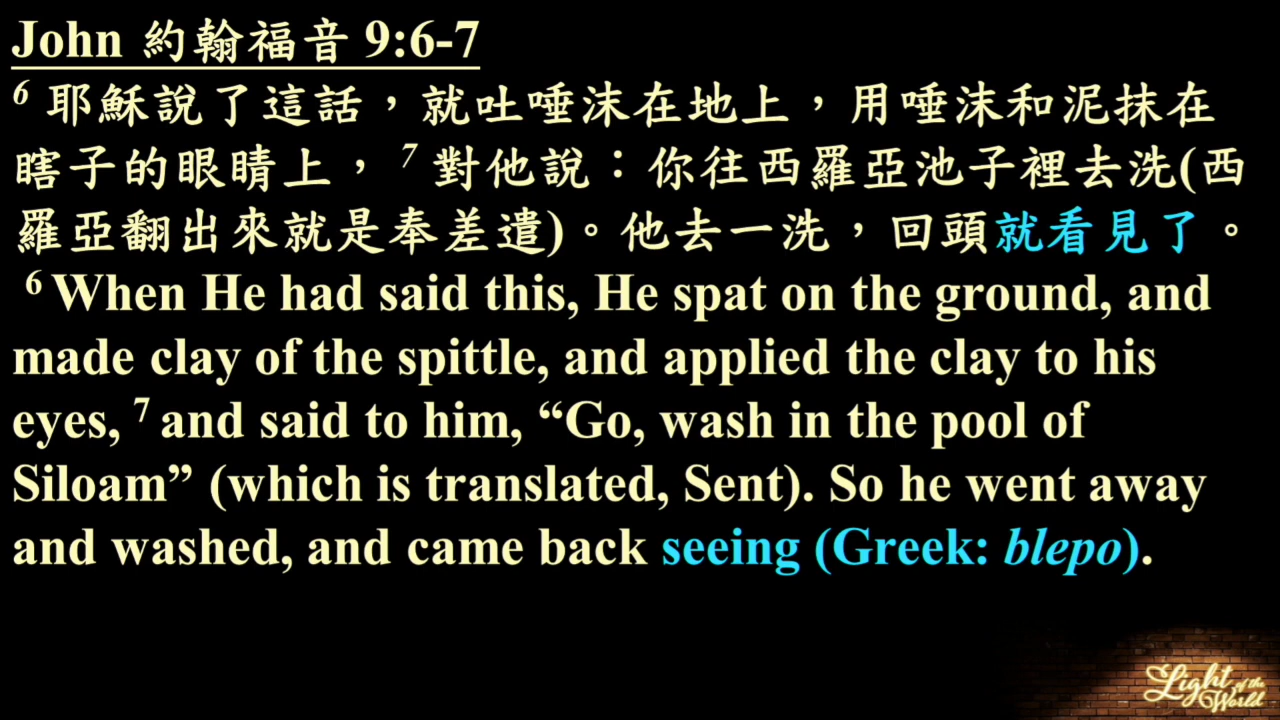 John 約翰福音 9:6-7
6 耶穌說了這話，就吐唾沫在地上，用唾沫和泥抹在
瞎子的眼睛上， 7 對他說：你往西羅亞池子裡去洗(西
羅亞翻出來就是奉差遣)。他去一洗，回頭就看見了。
6 When He had said this, He spat on the ground, and
made clay of the spittle, and applied the clay to his
eyes, 7 and said to him, “Go, wash in the pool of
Siloam” (which is translated, Sent). So he went away
and washed, and came back seeing (Greek: blepo).
Light
of the
World